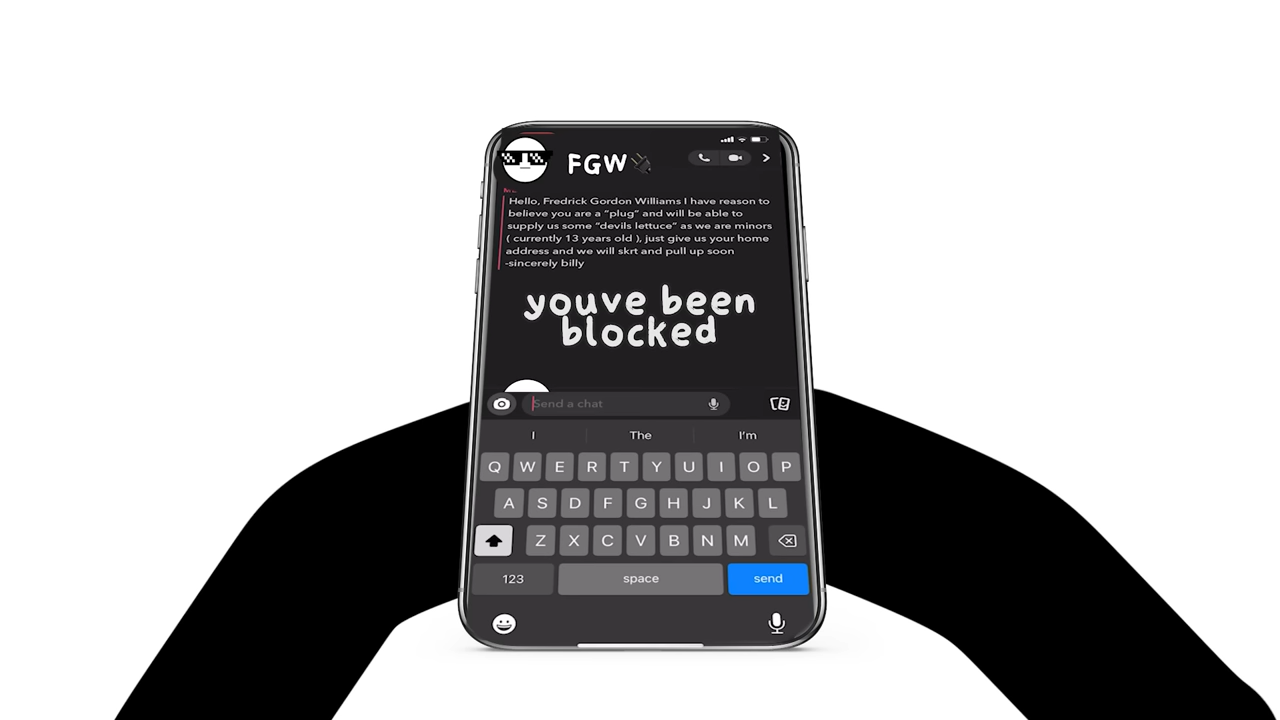 FGW
Hello, Fredrick Gordon Williams I have reason to
believe you are a "plug" and will be able to
supply us some "devils lettuce" as we are minors
( currently 13 years old ), just give us your home
address and we will skrt and pull up soon
-sincerely billy
youve been
blocked
Send a chat
I The I'm
Q W E R T Y U I O P
A S D F G H J K L
Z X C V B N M
123 space send